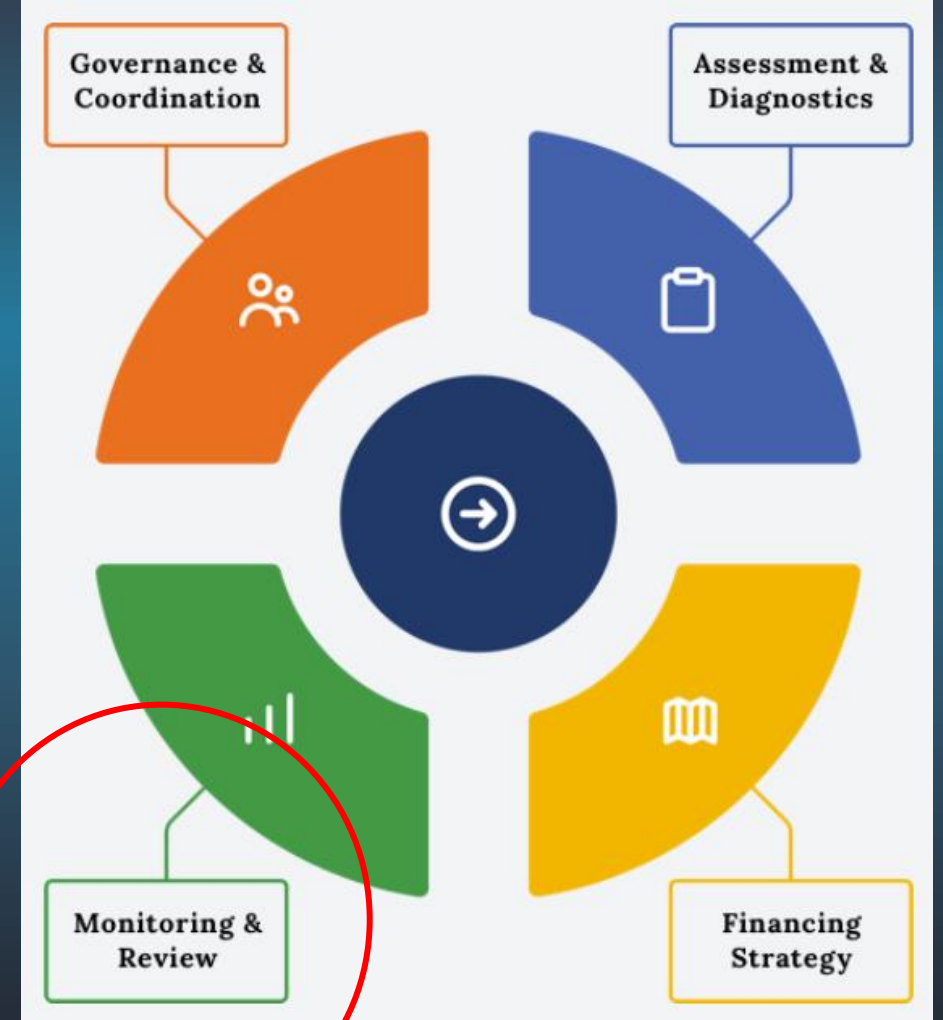 Governance &
Coordination
Assessment &
Diagnostics
Monitoring &
Review
Financing
Strategy